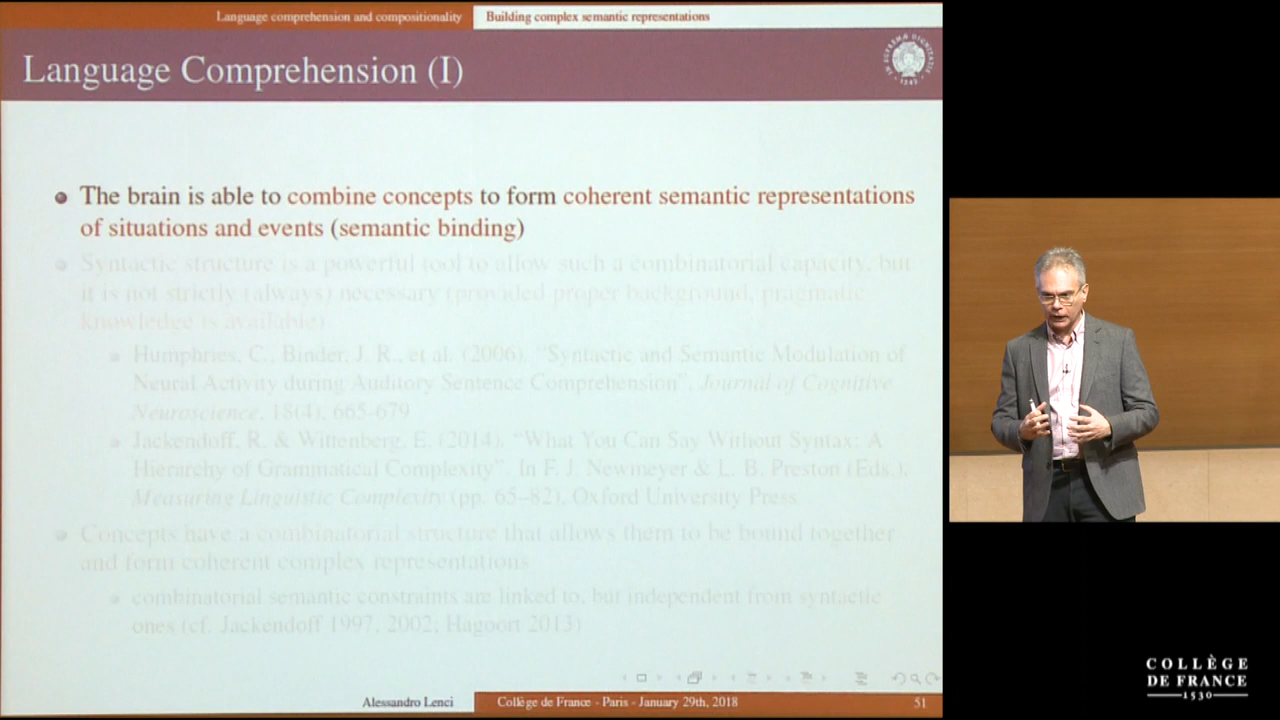 Language comprehension and compositionality Building complex semantic representations
Language Comprehension (I)
The brain is able to combine concepts to form coherent semantic representations
of situations and events (semantic binding)
Syntactic structure is a powerful tool to allow such a combinatorial capacity, but
it is not strictly (always) necessary (provided proper background, pragmatic
knowledge is available)
Humphries, C., Binder, J. R., et al. (2006). "Syntactic and Semantic Modulation of
Neural Activity during Auditory Sentence Comprehension", Journal of Cognitive
Neuroscience, 18(4), 665-679
Jackendoff, R. & Wittenberg, E. (2014). "What You Can Say Without Syntax: A
Hierarchy of Grammatical Complexity". In F. J. Newmeyer & L. B. Preston (Eds.),
Measuring Linguistic Complexity (pp. 65–82), Oxford University Press
Concepts have a combinatorial structure that allows them to be bound together
and form coherent complex representations
combinatorial semantic constraints are linked to, but independent from syntactic
ones (cf. Jackendoff 1997, 2002; Hagoort 2013)
Alessandro Lenci Collège de France - Paris - January 29th, 2018 51
COLLÈGE
DE FRANCE
1530